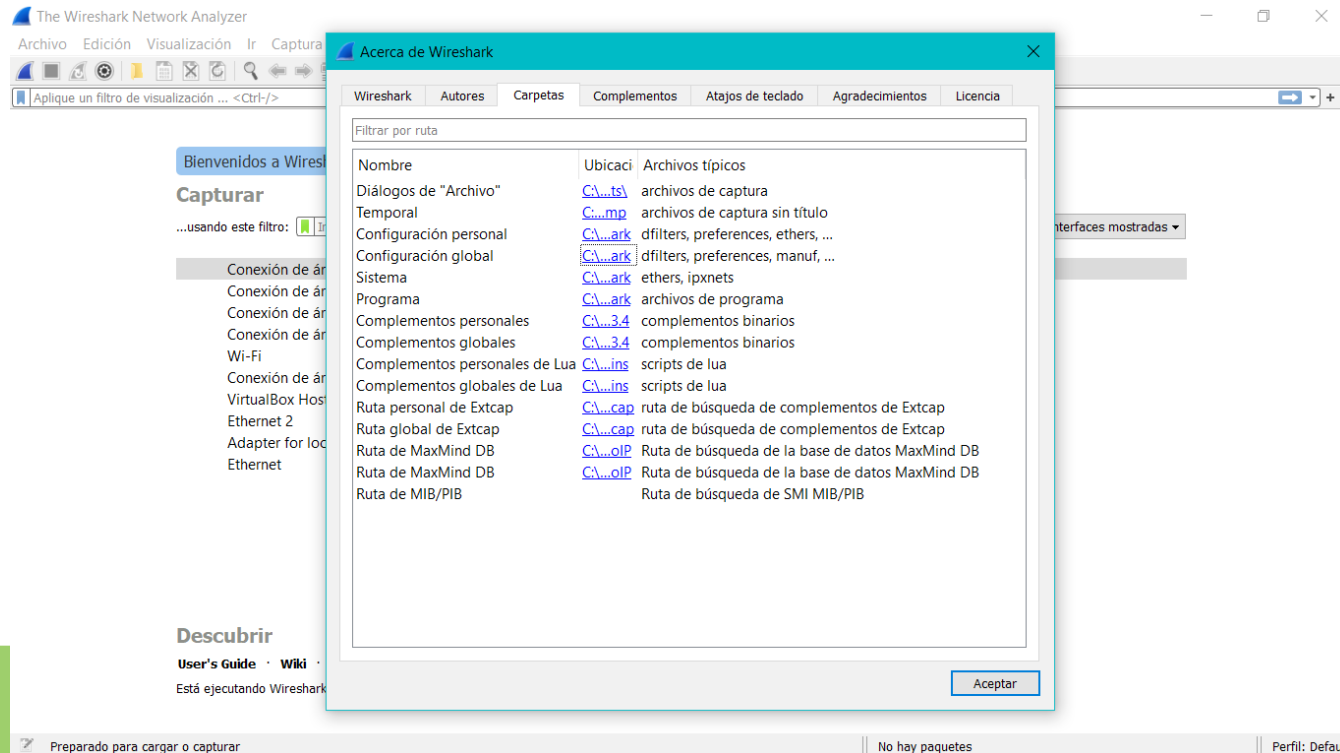 The Wireshark Network Analyzer
Archivo Edición Visualización Ir Captura
Aplique un filtro de visualización ... <Ctrl-/>
+
Bienvenidos a Wires
Capturar
...usando este filtro:
nterfaces mostradas
Conexión de ár
Conexión de ár
Conexión de ár
Conexión de ár
Wi-Fi
Conexión de ár
VirtualBox Host
Ethernet 2
Adapter for loc
Ethernet
Descubrir
User's Guide · Wiki ·
Está ejecutando Wireshark
Acerca de Wireshark
Wireshark Autores Carpetas Complementos Atajos de teclado Agradecimientos Licencia
Filtrar por ruta
Nombre Ubicaci Archivos típicos
Diálogos de "Archivo" C:\...ts\ archivos de captura
Temporal C:...mp archivos de captura sin título
Configuración personal C:\...ark dfilters, preferences, ethers, ...
Configuración global C:\...ark dfilters, preferences, manuf, ...
Sistema C:\...ark ethers, ipxnets
Programa C:\...ark archivos de programa
Complementos personales C:\...3.4 complementos binarios
Complementos globales C:\...3.4 complementos binarios
Complementos personales de Lua C:\...ins scripts de lua
Complementos globales de Lua C:\...ins scripts de lua
Ruta personal de Extcap C:\...cap ruta de búsqueda de complementos de Extcap
Ruta global de Extcap C:\...cap ruta de búsqueda de complementos de Extcap
Ruta de MaxMind DB C:\...oIP Ruta de búsqueda de la base de datos MaxMind DB
Ruta de MaxMind DB C:\...oIP Ruta de búsqueda de la base de datos MaxMind DB
Ruta de MIB/PIB Ruta de búsqueda de SMI MIB/PIB
Aceptar
Preparado para cargar o capturar No hay paquetes Perfil: Defau